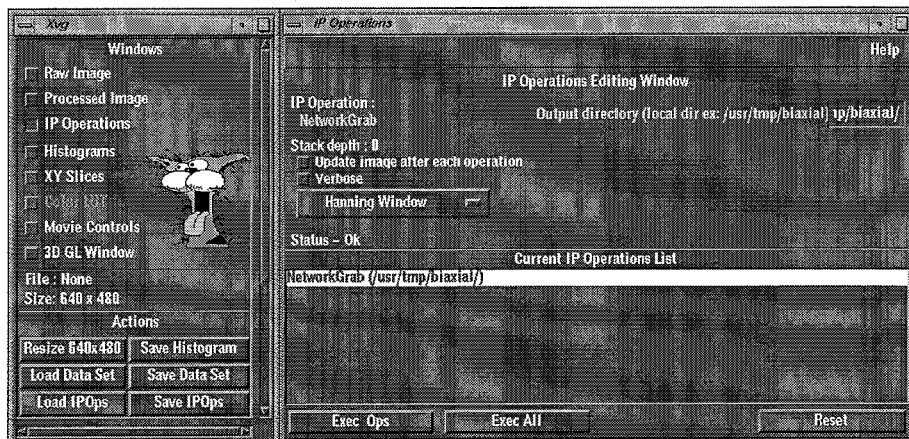 Xvg
Windows
Raw Image
Processed Image
IP Operations
Histograms
XY Slices
Color LUT
Movie Controls
3D GL Window
File : None
Size: 640 x 480
Actions
Resize 640x480 Save Histogram
Load Data Set Save Data Set
Load IPOps Save IPOps
IP Operations
Help
IP Operations Editing Window
IP Operation :
NetworkGrab
Output directory (local dir ex: /usr/tmp/biaxial) ıp/biaxial/
Stack depth : 0
Update image after each operation
Verbose
Hanning Window
Status - Ok
Current IP Operations List
NetworkGrab (/usr/tmp/biaxial/)
Exec Ops Exec All Reset